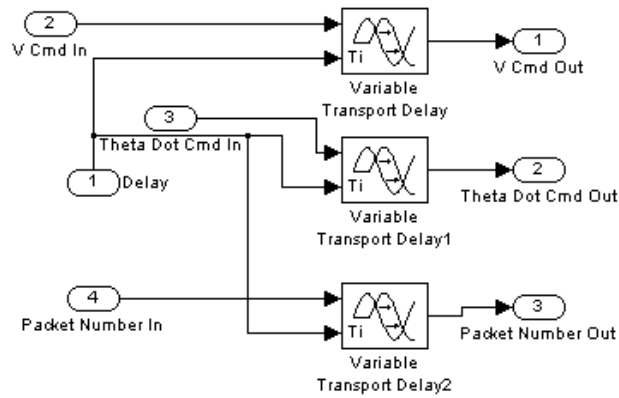 2
V Cmd In
Ti
Variable
Transport Delay
1
V Cmd Out
3
Theta Dot Cmd In
1
Delay
Ti
Variable
Transport Delay1
2
Theta Dot Cmd Out
4
Packet Number In
Ti
Variable
Transport Delay2
3
Packet Number Out